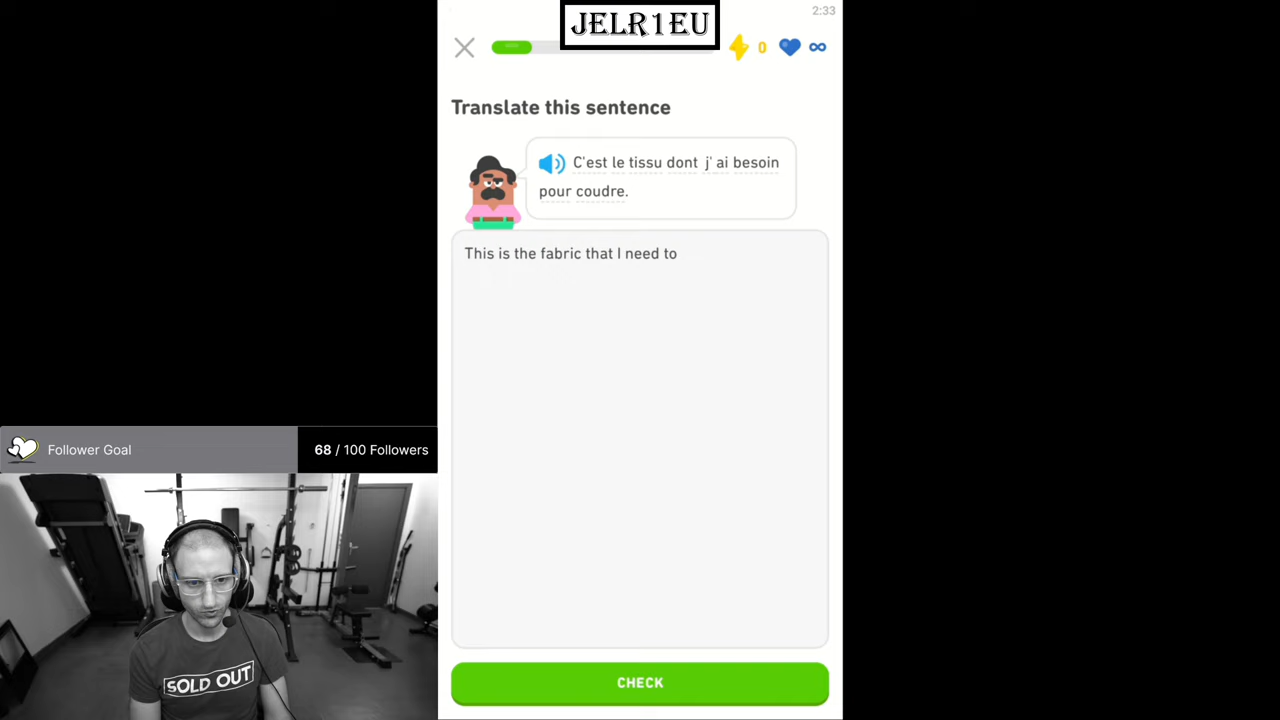 JELR1EU
2:33
0
∞
Translate this sentence
C'est le tissu dont j' ai besoin
pour coudre.
This is the fabric that I need to
Follower Goal
68 / 100 Followers
SOLD OUT
CHECK